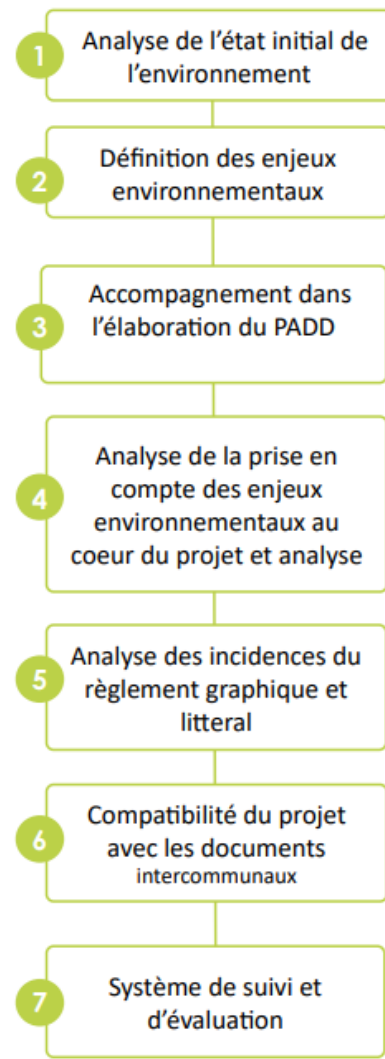 1
Analyse de l'état initial de
l'environnement
2
Définition des enjeux
environnementaux
3
Accompagnement dans
l'élaboration du PADD
4
Analyse de la prise en
compte des enjeux
environnementaux au
coeur du projet et analyse
5
Analyse des incidences du
règlement graphique et
litteral
6
Compatibilité du projet
avec les documents
intercommunaux
7
Système de suivi et
d'évaluation